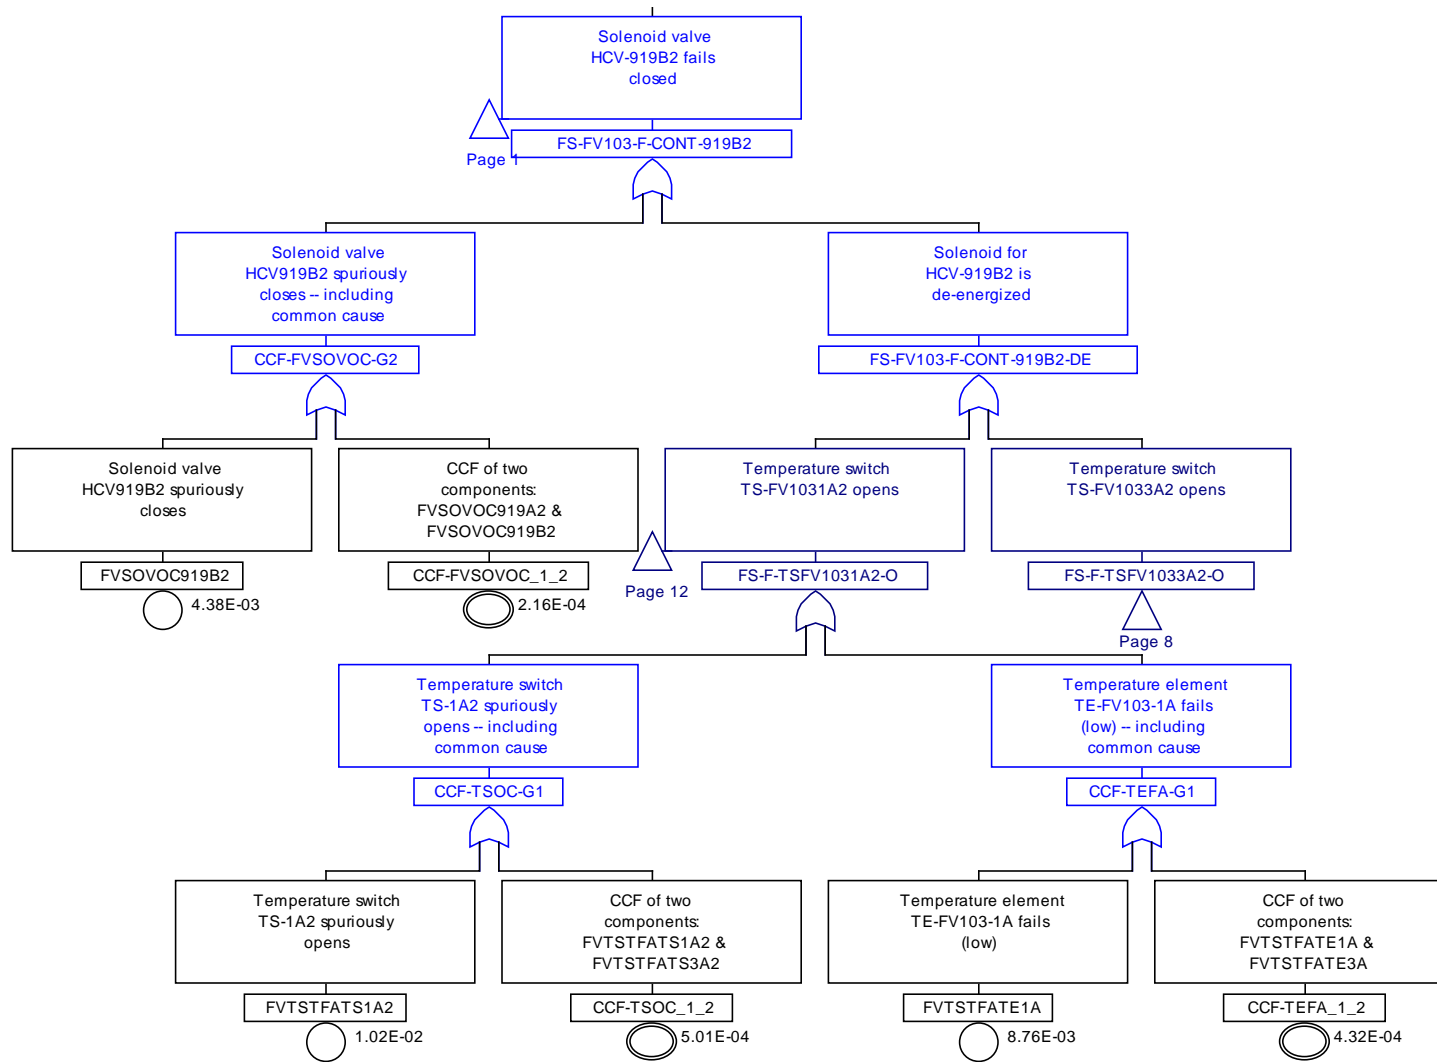 Solenoid valve
HCV-919B2 fails
closed
Page 1
FS-FV103-F-CONT-919B2
Solenoid valve
HCV919B2 spuriously
closes -- including
common cause
CCF-FVSOVOC-G2
Solenoid for
HCV-919B2 is
de-energized
FS-FV103-F-CONT-919B2-DE
Solenoid valve
HCV919B2 spuriously
closes
FVSOVOC919B2
4.38E-03
CCF of two
components:
FVSOVOC919A2 &
FVSOVOC919B2
CCF-FVSOVOC_1_2
2.16E-04
Temperature switch
TS-FV1031A2 opens
Page 12
FS-F-TSFV1031A2-O
Temperature switch
TS-FV1033A2 opens
FS-F-TSFV1033A2-O
Page 8
Temperature switch
TS-1A2 spuriously
opens -- including
common cause
CCF-TSOC-G1
Temperature element
TE-FV103-1A fails
(low) -- including
common cause
CCF-TEFA-G1
Temperature switch
TS-1A2 spuriously
opens
FVTSTFATS1A2
1.02E-02
CCF of two
components:
FVTSTFATS1A2 &
FVTSTFATS3A2
CCF-TSOC_1_2
5.01E-04
Temperature element
TE-FV103-1A fails
(low)
FVTSTFATE1A
8.76E-03
CCF of two
components:
FVTSTFATE1A &
FVTSTFATE3A
CCF-TEFA_1_2
4.32E-04